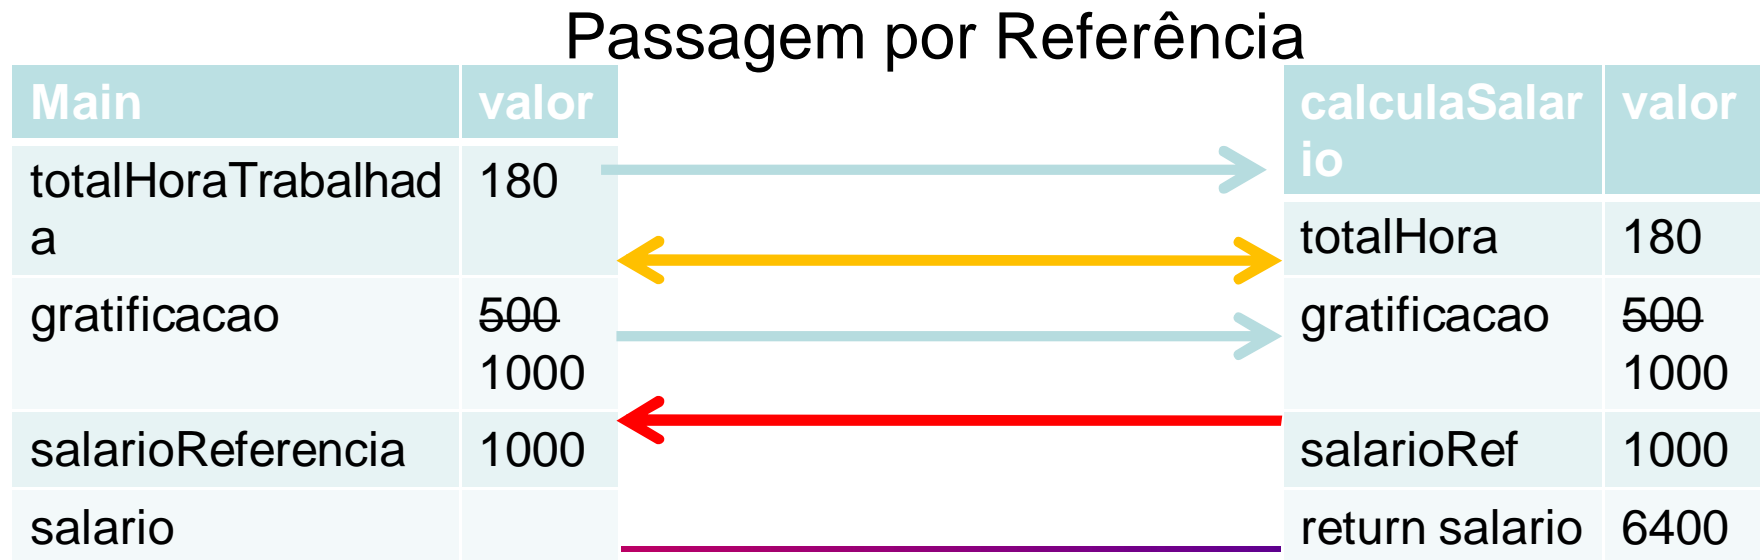 Passagem por Referência
Main valor
totalHoraTrabalhad 180
a
gratificacao 500
1000
salarioReferencia 1000
salario
calculaSalar valor
io
totalHora 180
gratificacao 500
1000
salarioRef 1000
return salario 6400